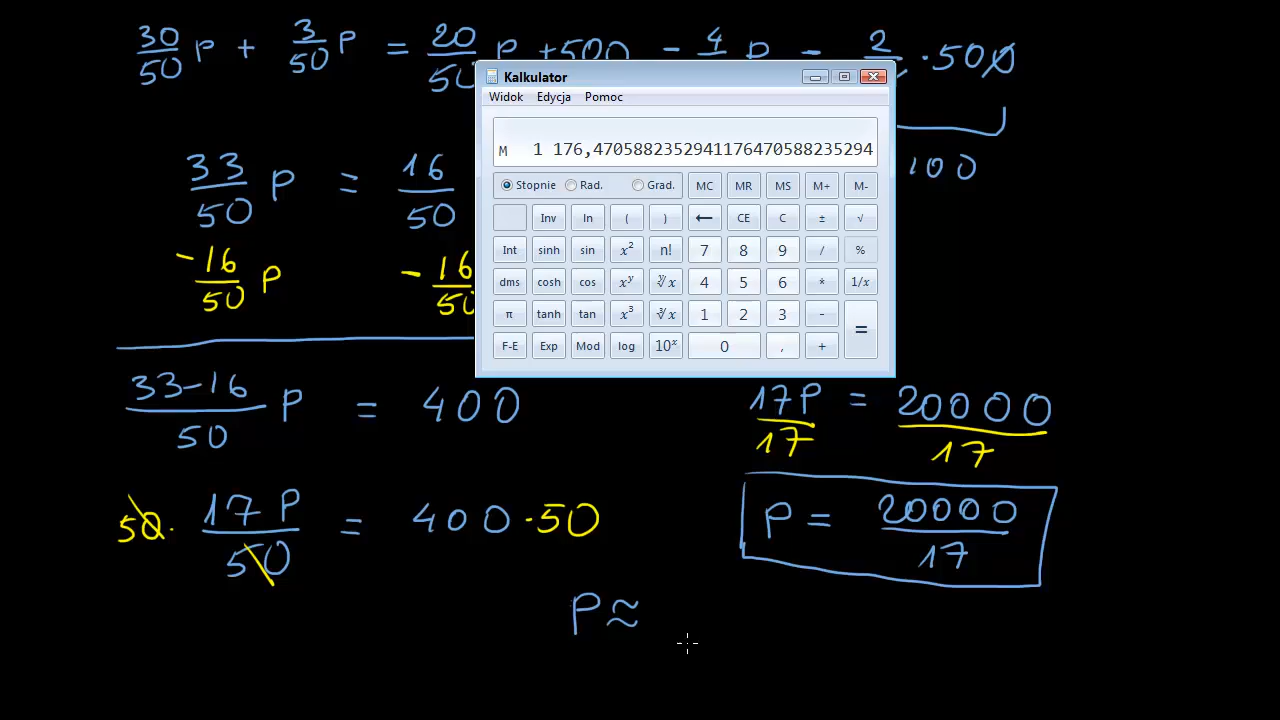 30/50 P + 3/50 P = 20/50 P + 500 - 4/ P - 2/ · 500
Kalkulator
Widok Edycja Pomoc
M 1 176,4705882352941176470588235294
Stopnie Rad. Grad. MC MR MS M+ M-
Inv ln ( ) ← CE C ± √
Int sinh sin x² n! 7 8 9 / %
dms cosh cos xʸ ʸ√x 4 5 6 * 1/x
π tanh tan x³ ³√x 1 2 3 - =
F-E Exp Mod log 10ˣ 0 , +
100
33/50 P = 16/50
-16/50 P -16/50
33-16/50 P = 400
17P/17 = 20000/17
50 · 17P/50 = 400 · 50
P = 20000/17
P ≈